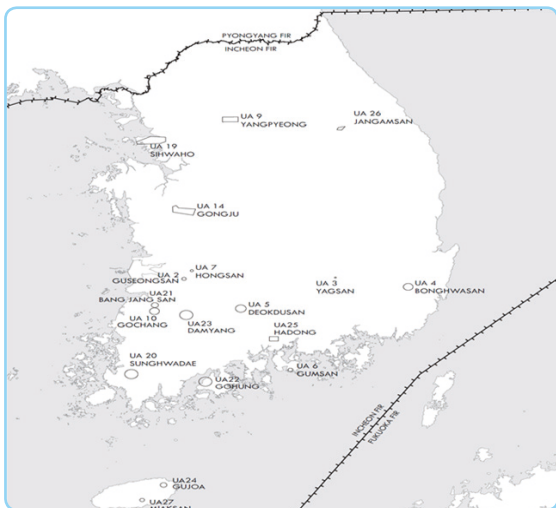 PYONGYANG FIR
INCHEON FIR
UA 9
YANGPYEONG
UA 26
JANGAMSAN
UA 19
SIHWAHO
UA 14
GONGJU
UA 7
HONGSAN
UA 2
GUSEONGSAN
UA 3
YAGSAN
UA 4
BONGHWASAN
UA21
BANG JANG SAN
UA 10
GOCHANG
UA23
DAMYANG
UA 5
DEOKDUSAN
UA25
HADONG
UA 20
SUNGHWADAE
UA22
GOHUNG
UA 6
GUMSAN
INCHEON FIR
FUKUOKA FIR
UA24
GUJOA
UA27